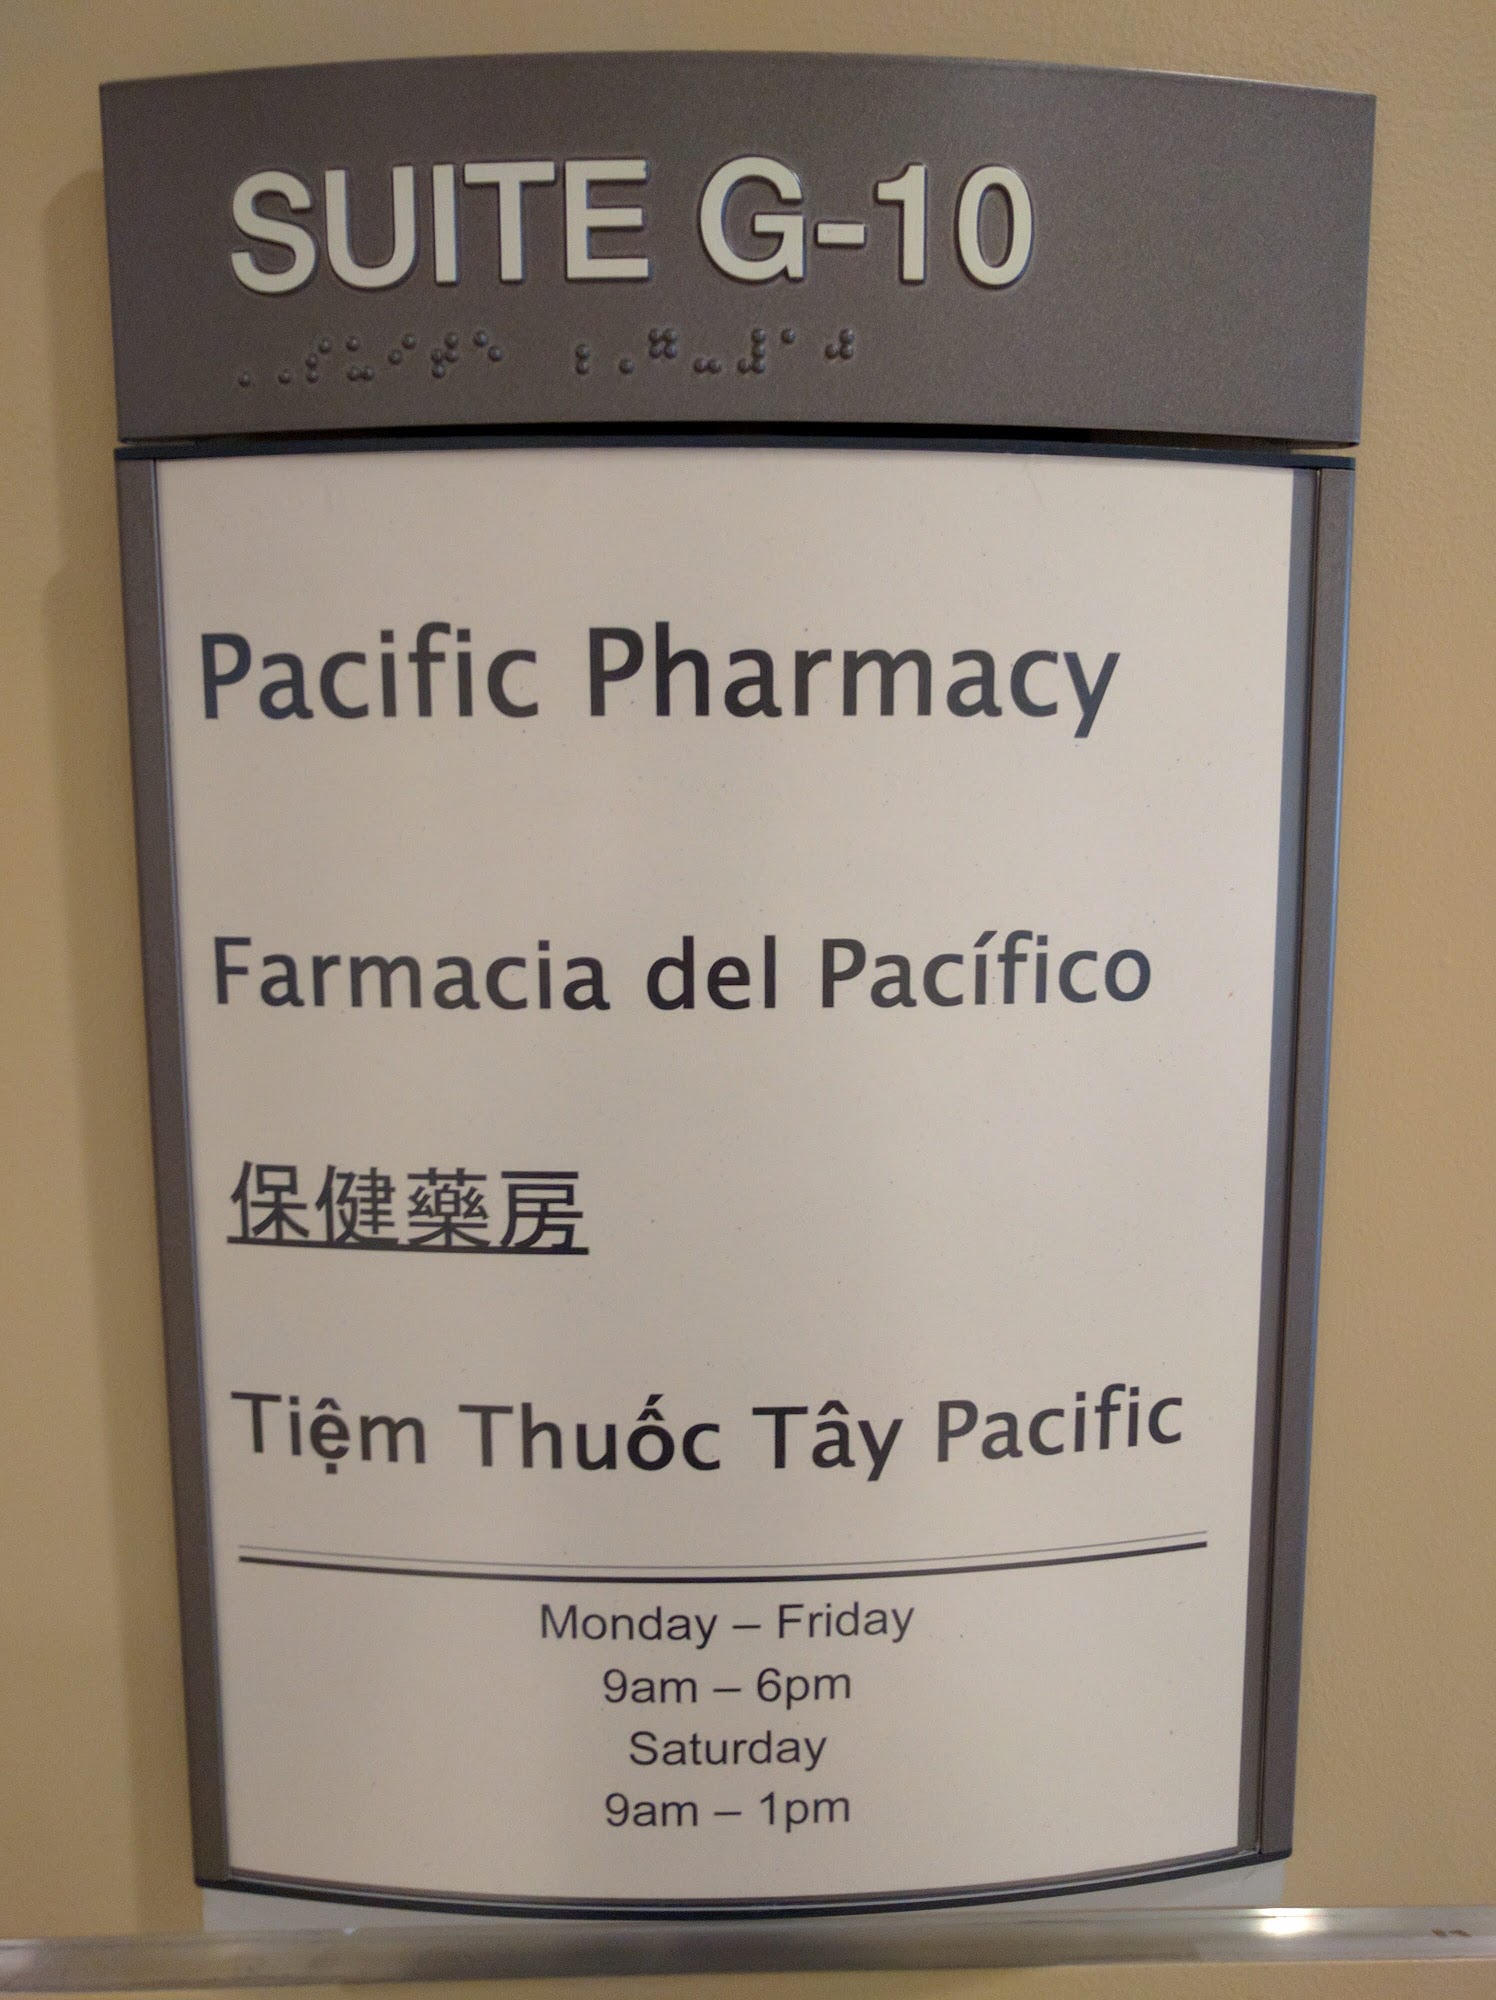 SUITE G-10
Pacific Pharmacy
Farmacia del Pacífico
保健藥房
Tiệm Thuốc Tây Pacific
Monday – Friday
9am – 6pm
Saturday
9am – 1pm